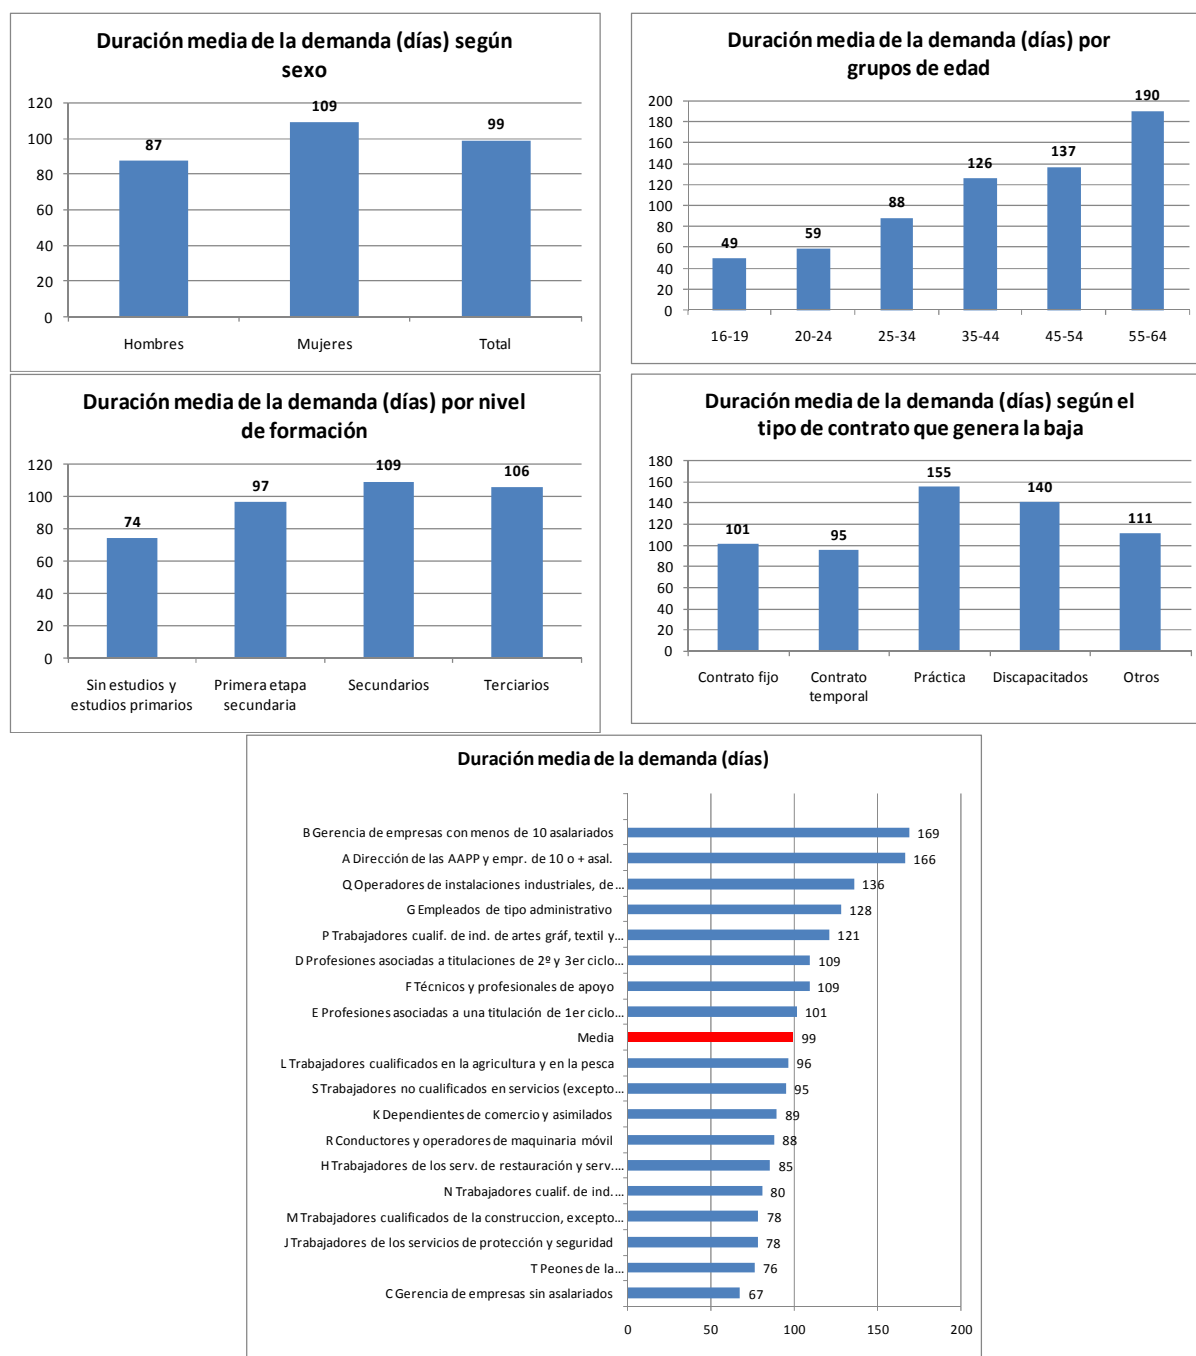 Duración media de la demanda (días) según
sexo
120
100
80
60
40
20
0
87
109
99
Hombres Mujeres Total
Duración media de la demanda (días) por
grupos de edad
200
180
160
140
120
100
80
60
40
20
0
49
59
88
126
137
190
16-19 20-24 25-34 35-44 45-54 55-64
Duración media de la demanda (días) por nivel
de formación
120
100
80
60
40
20
0
74
97
109
106
Sin estudios y
estudios primarios
Primera etapa
secundaria
Secundarios
Terciarios
Duración media de la demanda (días) según el
tipo de contrato que genera la baja
180
160
140
120
100
80
60
40
20
0
101
95
155
140
111
Contrato fijo
Contrato
temporal
Práctica
Discapacitados
Otros
Duración media de la demanda (días)
B Gerencia de empresas con menos de 10 asalariados 169
A Dirección de las AAPP y empr. de 10 o + asal. 166
Q Operadores de instalaciones industriales, de... 136
G Empleados de tipo administrativo 128
P Trabajadores cualif. de ind. de artes gráf, textil y... 121
D Profesiones asociadas a titulaciones de 2º y 3er ciclo... 109
F Técnicos y profesionales de apoyo 109
E Profesiones asociadas a una titulación de 1er ciclo... 101
Media 99
L Trabajadores cualificados en la agricultura y en la pesca 96
S Trabajadores no cualificados en servicios (excepto... 95
K Dependientes de comercio y asimilados 89
R Conductores y operadores de maquinaria móvil 88
H Trabajadores de los serv. de restauración y serv.... 85
N Trabajadores cualif. de ind.... 80
M Trabajadores cualificados de la construccion, excepto... 78
J Trabajadores de los servicios de protección y seguridad 78
T Peones de la... 76
C Gerencia de empresas sin asalariados 67
0 50 100 150 200